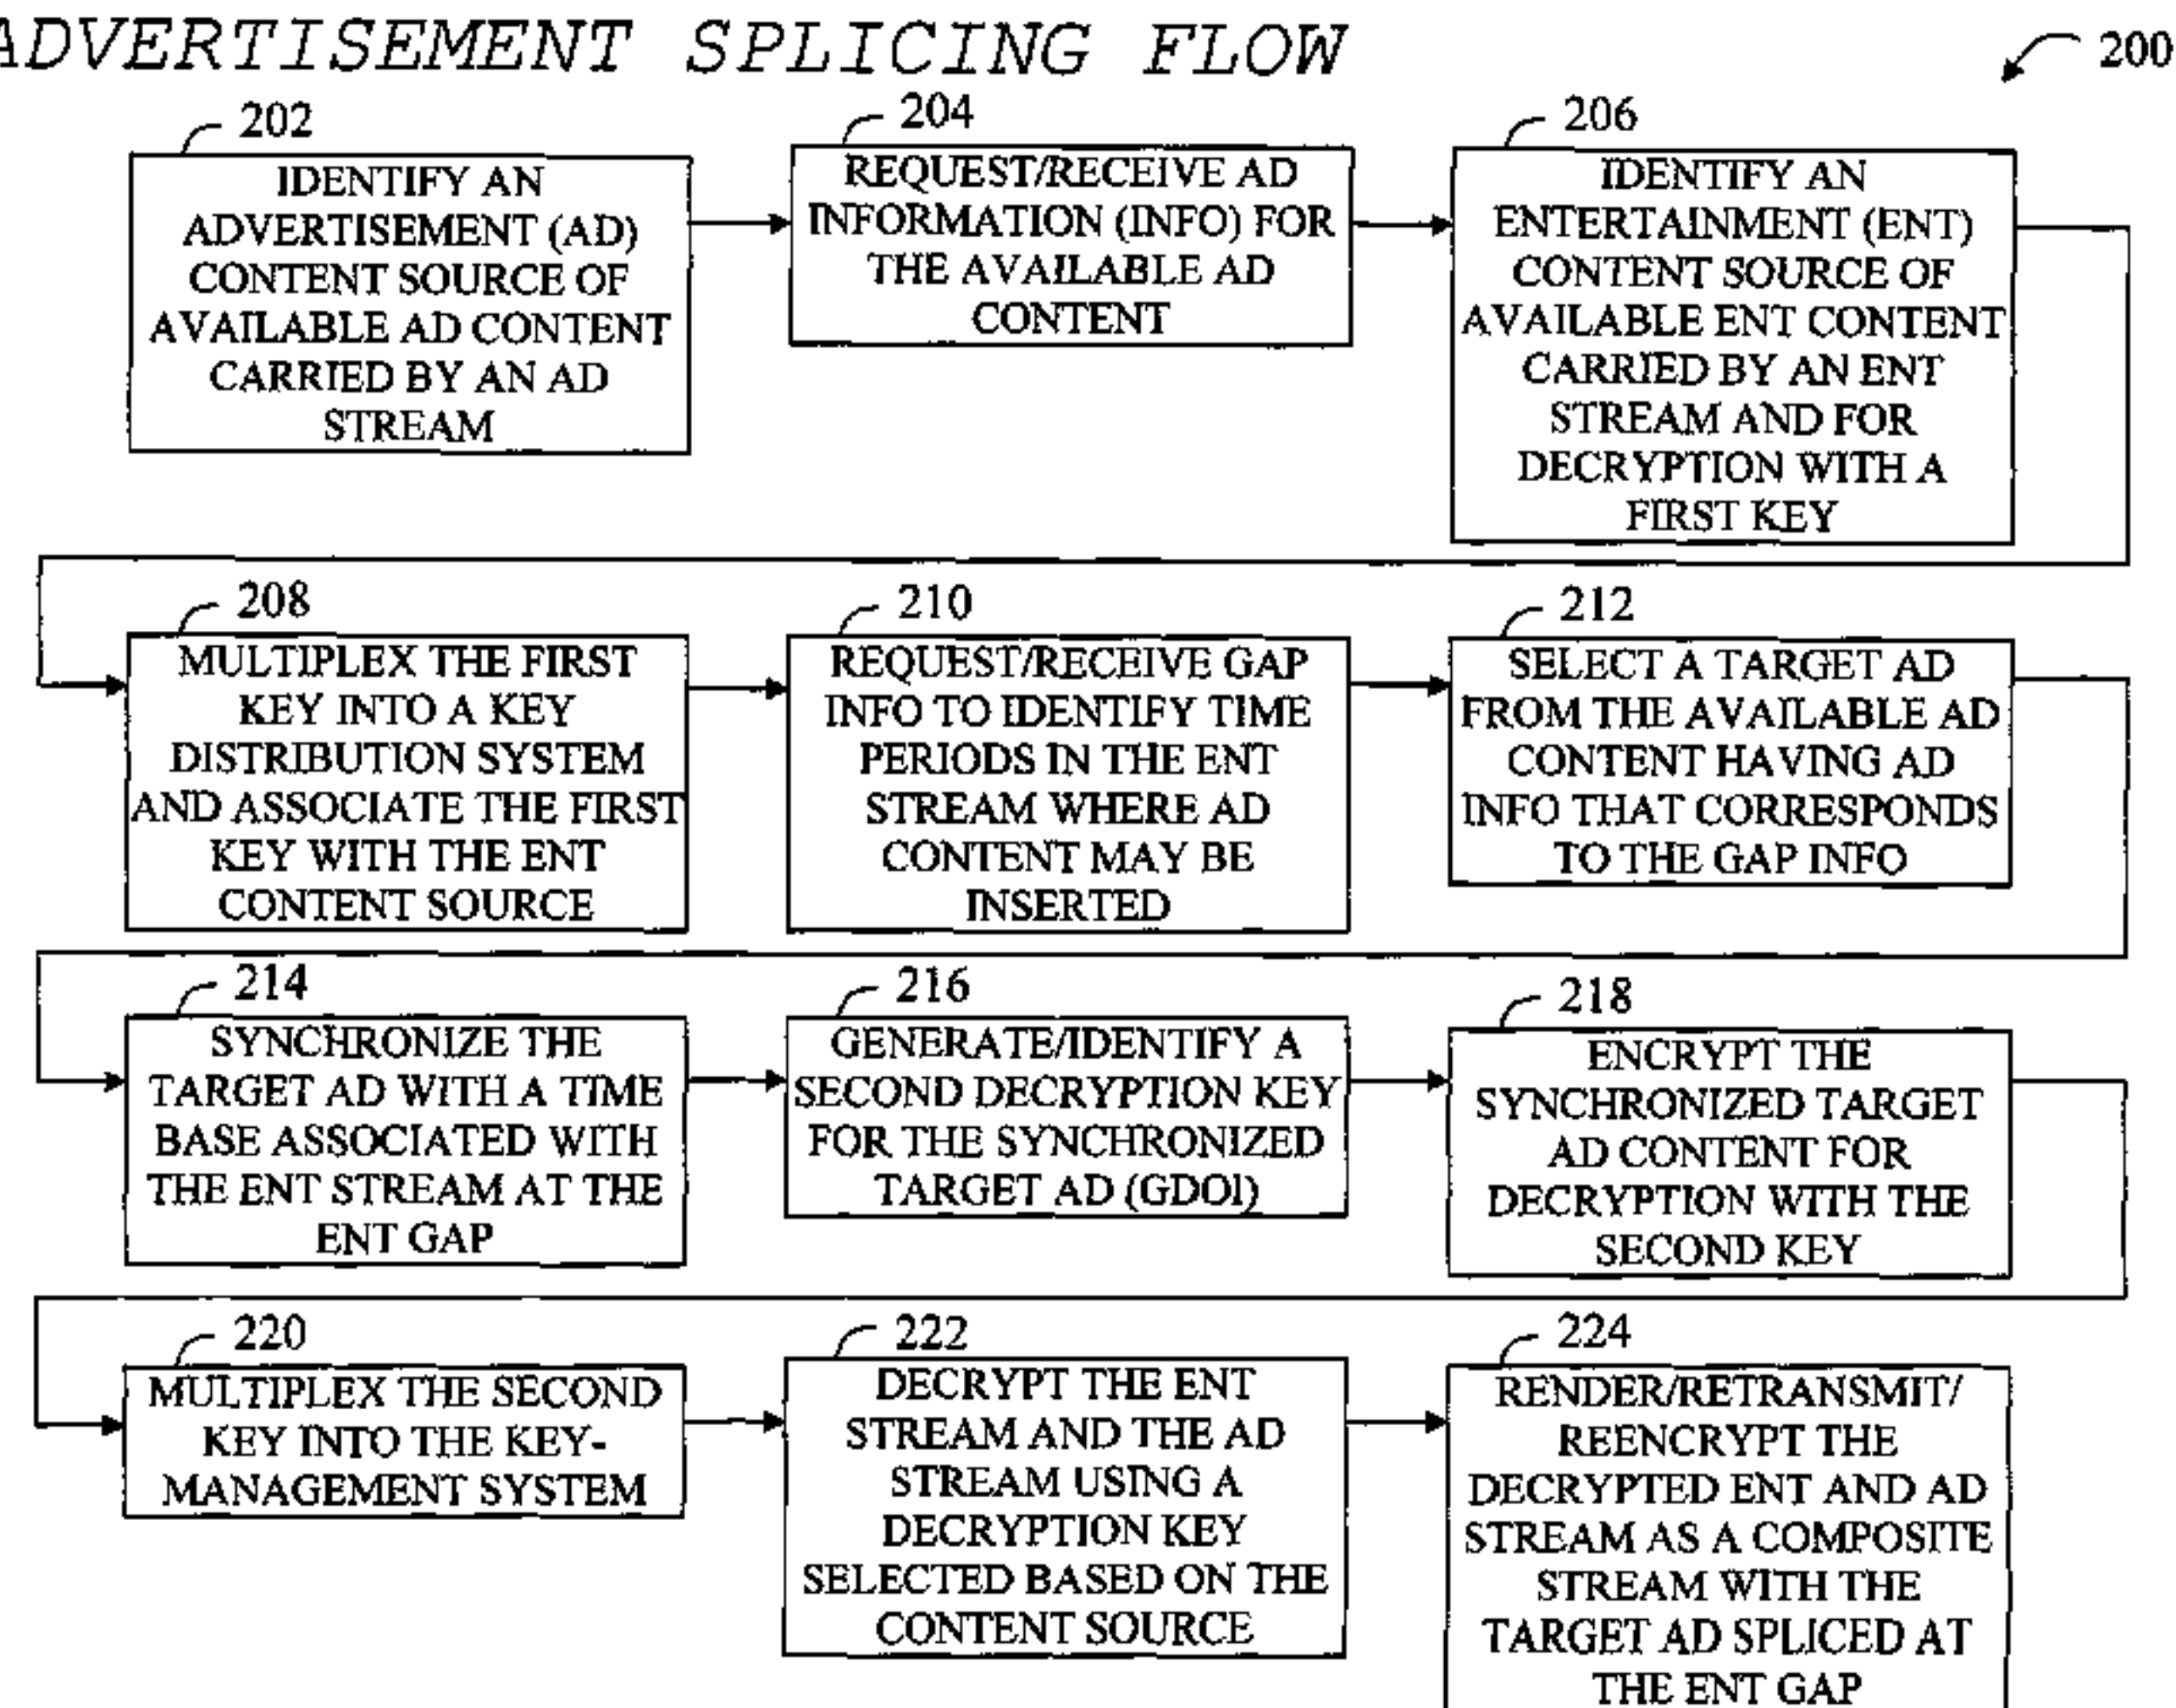 ADVERTISEMENT SPLICING FLOW
200
202
IDENTIFY AN
ADVERTISEMENT (AD)
CONTENT SOURCE OF
AVAILABLE AD CONTENT
CARRIED BY AN AD
STREAM
204
REQUEST/RECEIVE AD
INFORMATION (INFO) FOR
THE AVAILABLE AD
CONTENT
206
IDENTIFY AN
ENTERTAINMENT (ENT)
CONTENT SOURCE OF
AVAILABLE ENT CONTENT
CARRIED BY AN ENT
STREAM AND FOR
DECRYPTION WITH A
FIRST KEY
208
MULTIPLEX THE FIRST
KEY INTO A KEY
DISTRIBUTION SYSTEM
AND ASSOCIATE THE FIRST
KEY WITH THE ENT
CONTENT SOURCE
210
REQUEST/RECEIVE GAP
INFO TO IDENTIFY TIME
PERIODS IN THE ENT
STREAM WHERE AD
CONTENT MAY BE
INSERTED
212
SELECT A TARGET AD
FROM THE AVAILABLE AD
CONTENT HAVING AD
INFO THAT CORRESPONDS
TO THE GAP INFO
214
SYNCHRONIZE THE
TARGET AD WITH A TIME
BASE ASSOCIATED WITH
THE ENT STREAM AT THE
ENT GAP
216
GENERATE/IDENTIFY A
SECOND DECRYPTION KEY
FOR THE SYNCHRONIZED
TARGET AD (GDOI)
218
ENCRYPT THE
SYNCHRONIZED TARGET
AD CONTENT FOR
DECRYPTION WITH THE
SECOND KEY
220
MULTIPLEX THE SECOND
KEY INTO THE KEY-
MANAGEMENT SYSTEM
222
DECRYPT THE ENT
STREAM AND THE AD
STREAM USING A
DECRYPTION KEY
SELECTED BASED ON THE
CONTENT SOURCE
224
RENDER/RETRANSMIT/
REENCRYPT THE
DECRYPTED ENT AND AD
STREAM AS A COMPOSITE
STREAM WITH THE
TARGET AD SPLICED AT
THE ENT GAP